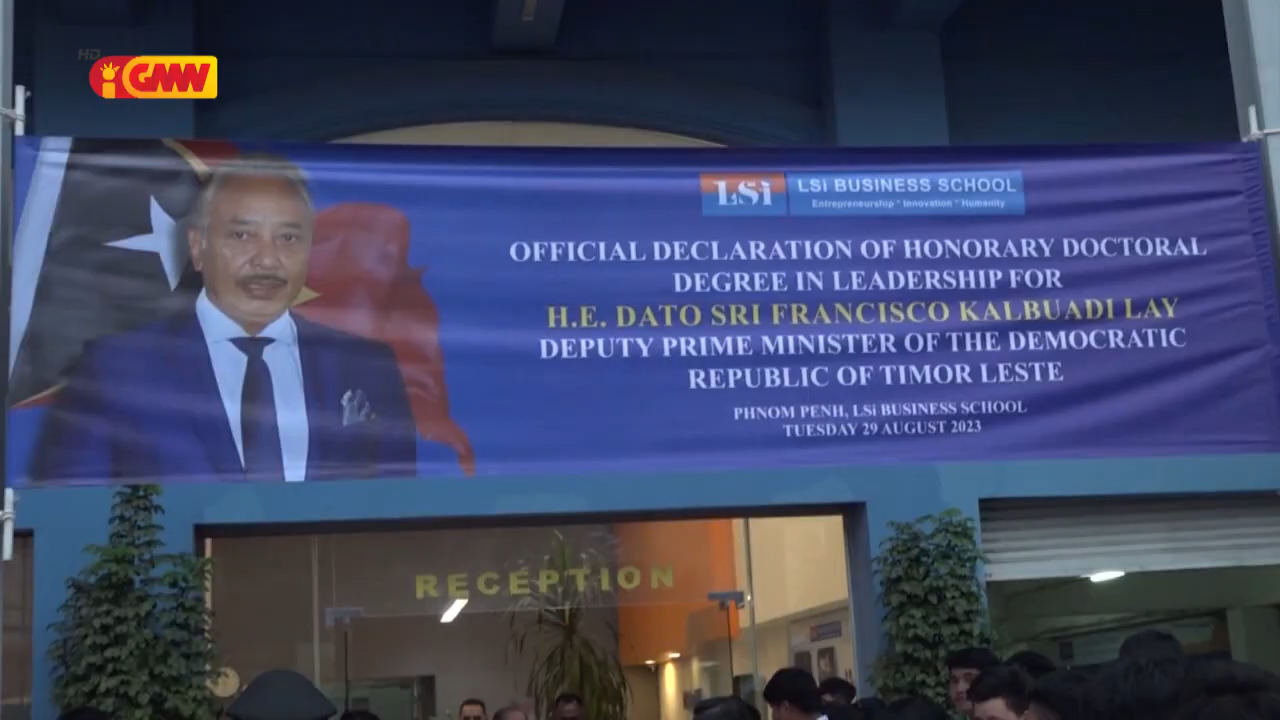 HD
iGMW
LSi
LSi BUSINESS SCHOOL
Entrepreneurship * Innovation * Humanity
OFFICIAL DECLARATION OF HONORARY DOCTORAL
DEGREE IN LEADERSHIP FOR
H.E. DATO SRI FRANCISCO KALBUADI LAY
DEPUTY PRIME MINISTER OF THE DEMOCRATIC
REPUBLIC OF TIMOR LESTE
PHNOM PENH, LSi BUSINESS SCHOOL
TUESDAY 29 AUGUST 2023
RECEPTION